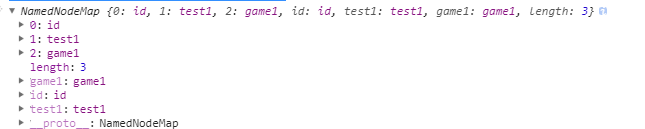 ▼ NamedNodeMap {0: id, 1: test1, 2: game1, id: id, test1: test1, game1: game1, length: 3} i
▶ 0: id
▶ 1: test1
▶ 2: game1
length: 3
▶ game1: game1
▶ id: id
▶ test1: test1
▶ __proto__: NamedNodeMap